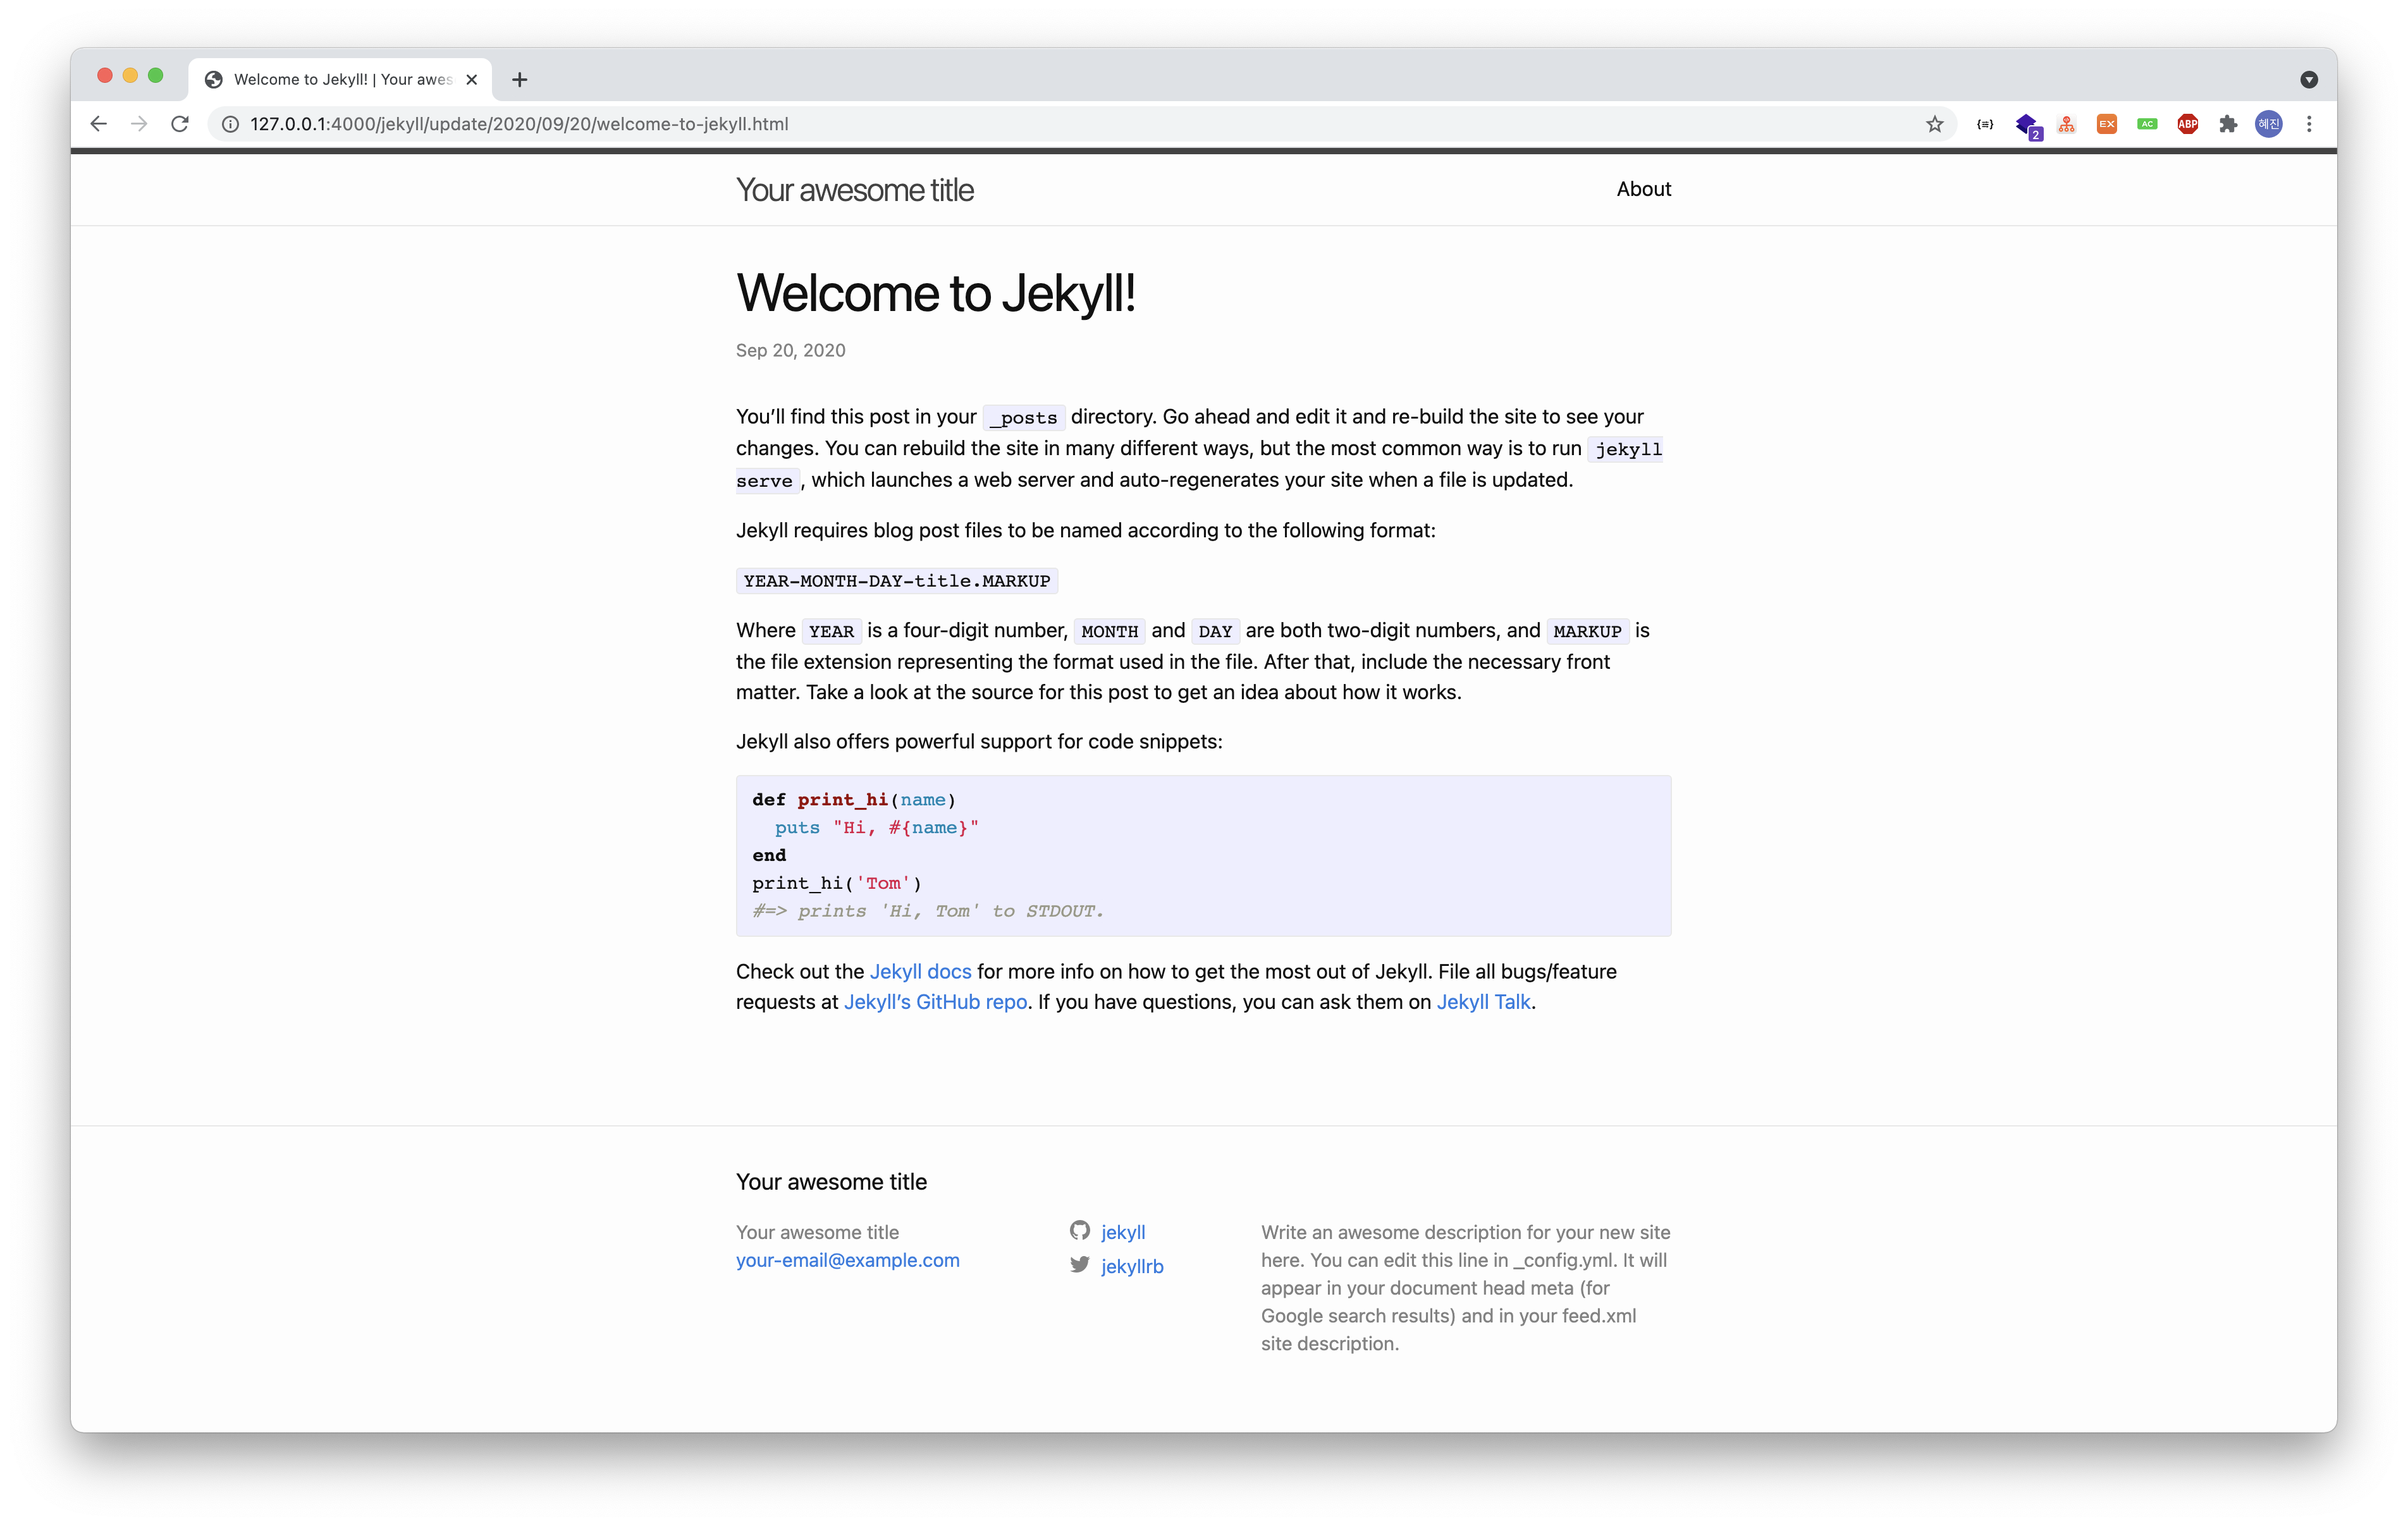 Welcome to Jekyll! | Your awes
127.0.0.1:4000/jekyll/update/2020/09/20/welcome-to-jekyll.html
{≡}
2
EX
AC
ABP
혜진
Your awesome title
About
Welcome to Jekyll!
Sep 20, 2020
You’ll find this post in your _posts directory. Go ahead and edit it and re-build the site to see your
changes. You can rebuild the site in many different ways, but the most common way is to run jekyll
serve , which launches a web server and auto-regenerates your site when a file is updated.
Jekyll requires blog post files to be named according to the following format:
YEAR-MONTH-DAY-title.MARKUP
Where YEAR is a four-digit number, MONTH and DAY are both two-digit numbers, and MARKUP is
the file extension representing the format used in the file. After that, include the necessary front
matter. Take a look at the source for this post to get an idea about how it works.
Jekyll also offers powerful support for code snippets:
def print_hi(name)
  puts "Hi, #{name}"
end
print_hi('Tom')
#=> prints 'Hi, Tom' to STDOUT.
Check out the Jekyll docs for more info on how to get the most out of Jekyll. File all bugs/feature
requests at Jekyll’s GitHub repo. If you have questions, you can ask them on Jekyll Talk.
Your awesome title
Your awesome title
your-email@example.com
jekyll
jekyllrb
Write an awesome description for your new site
here. You can edit this line in _config.yml. It will
appear in your document head meta (for
Google search results) and in your feed.xml
site description.